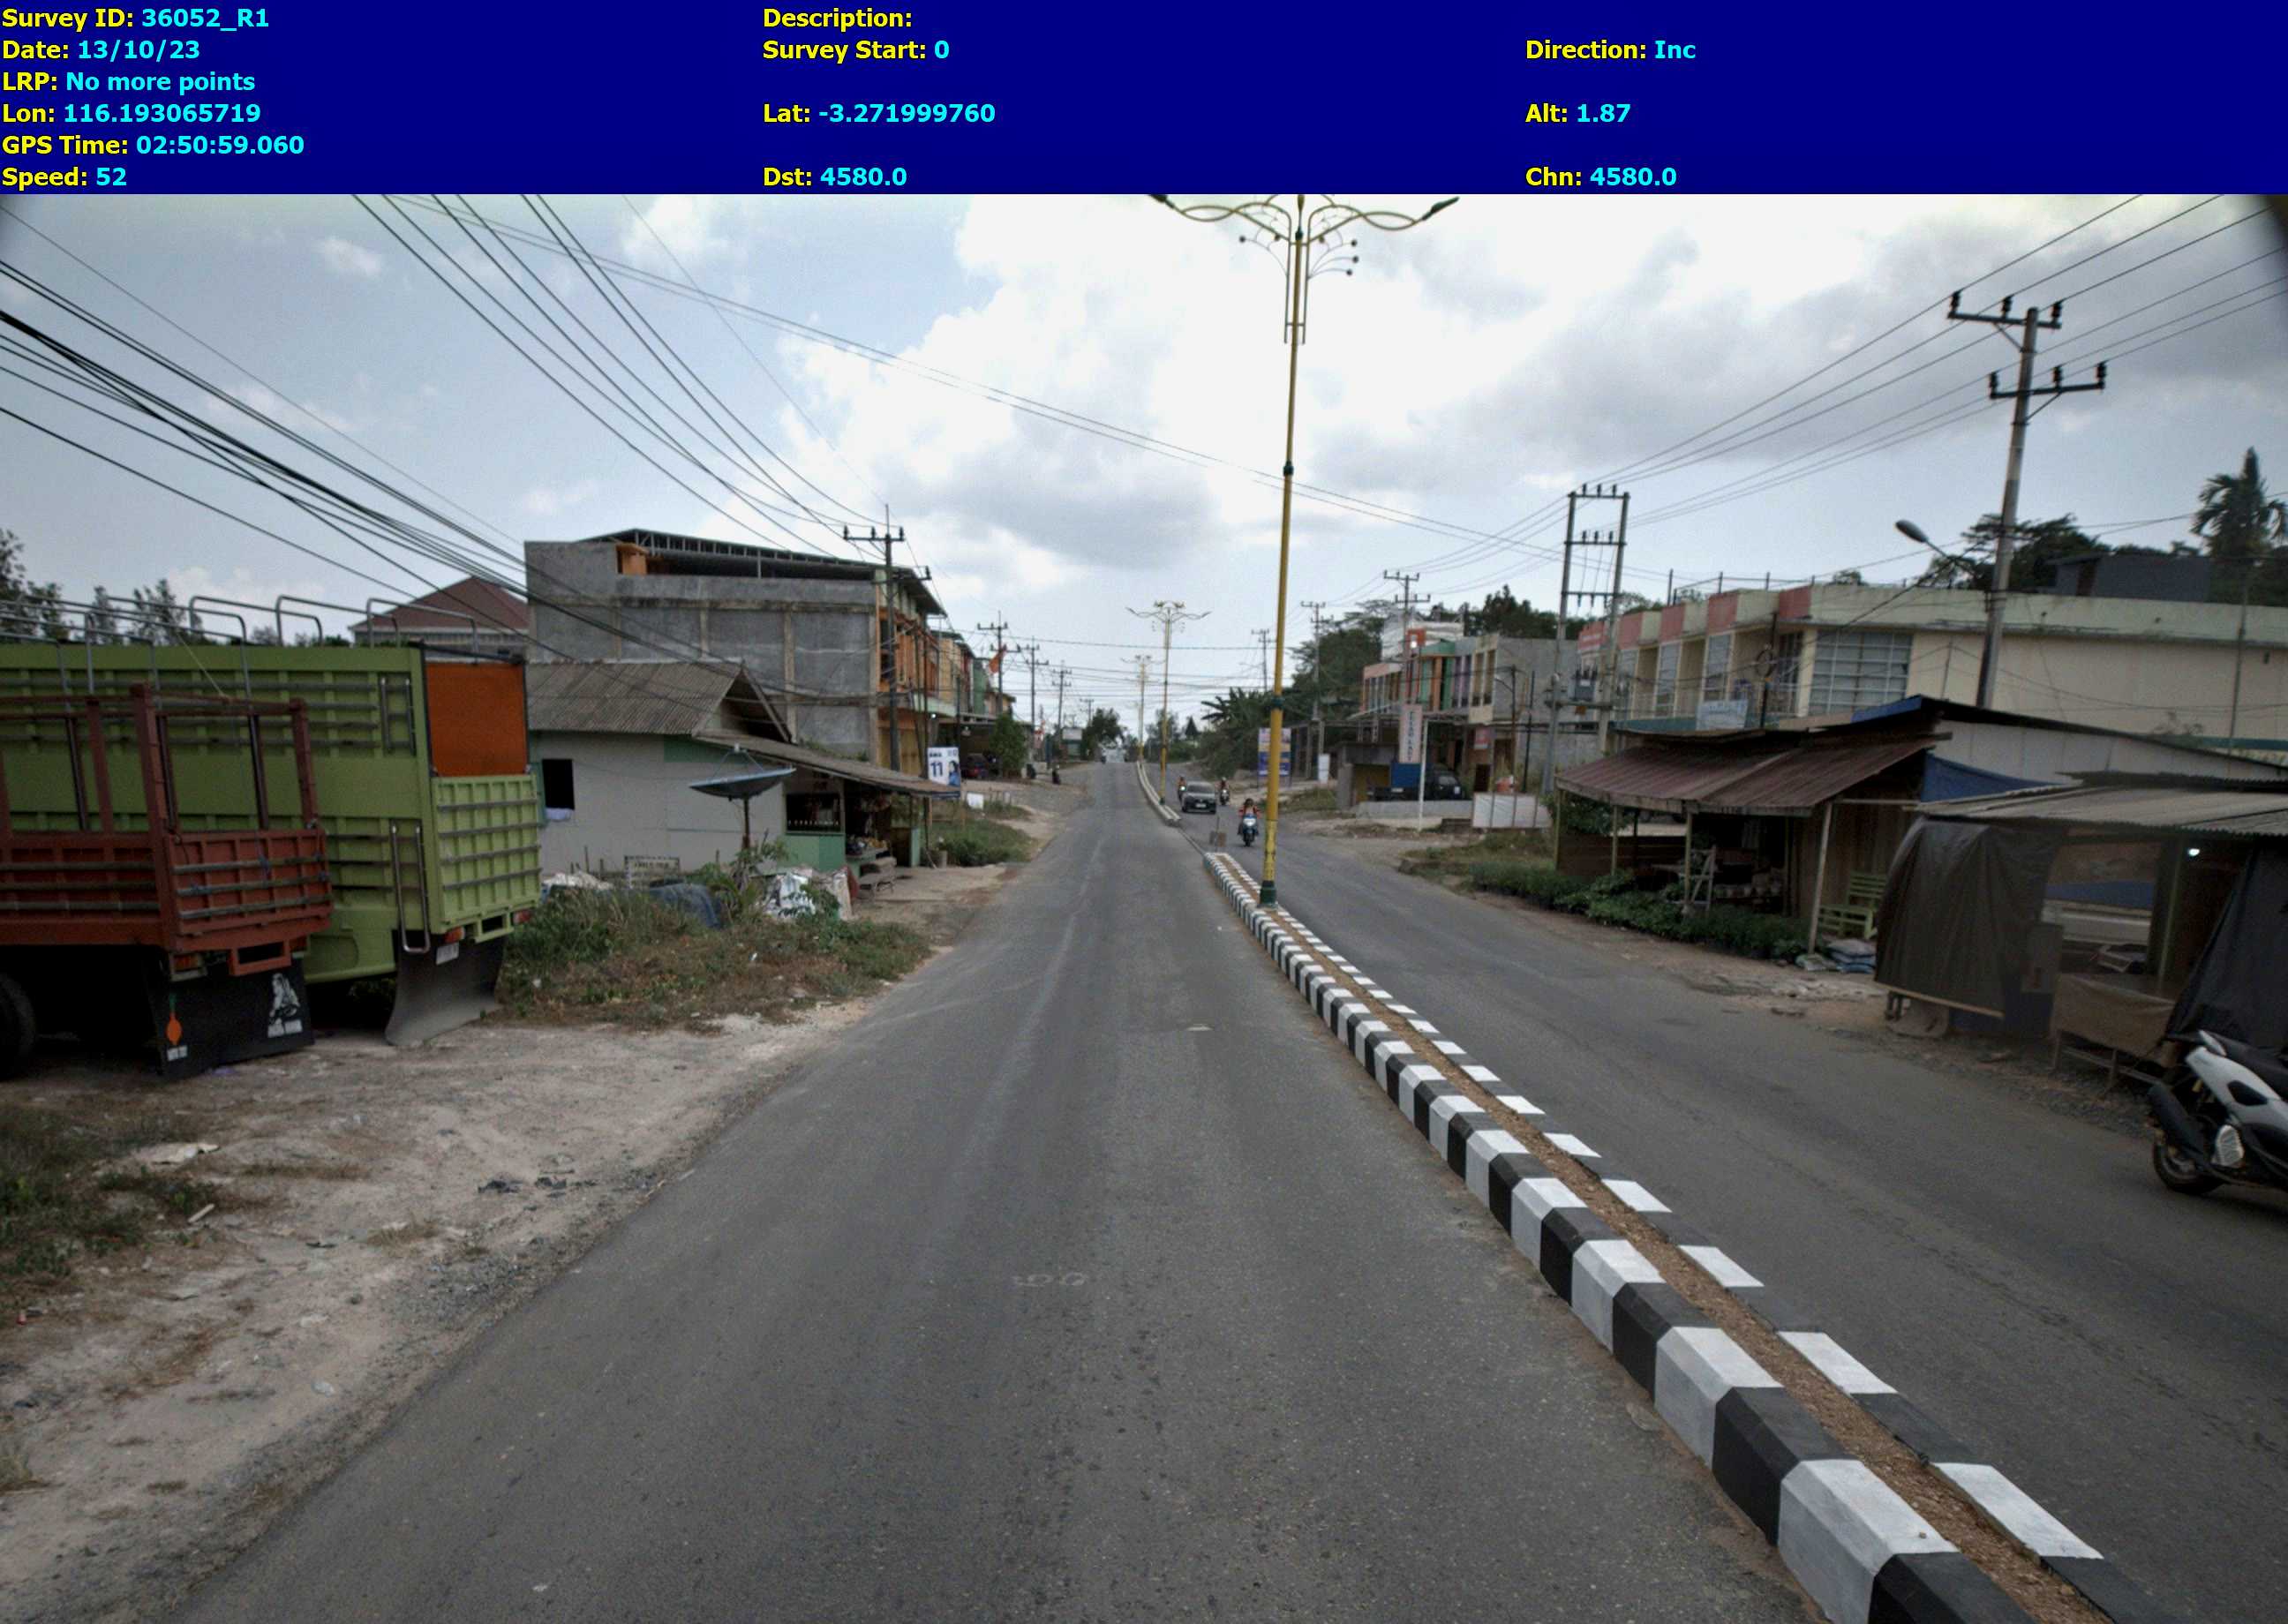 Survey ID: 36052_R1
Description:
Date: 13/10/23
Survey Start: 0
Direction: Inc
LRP: No more points
Lon: 116.193065719
Lat: -3.271999760
Alt: 1.87
GPS Time: 02:50:59.060
Speed: 52
Dst: 4580.0
Chn: 4580.0
11